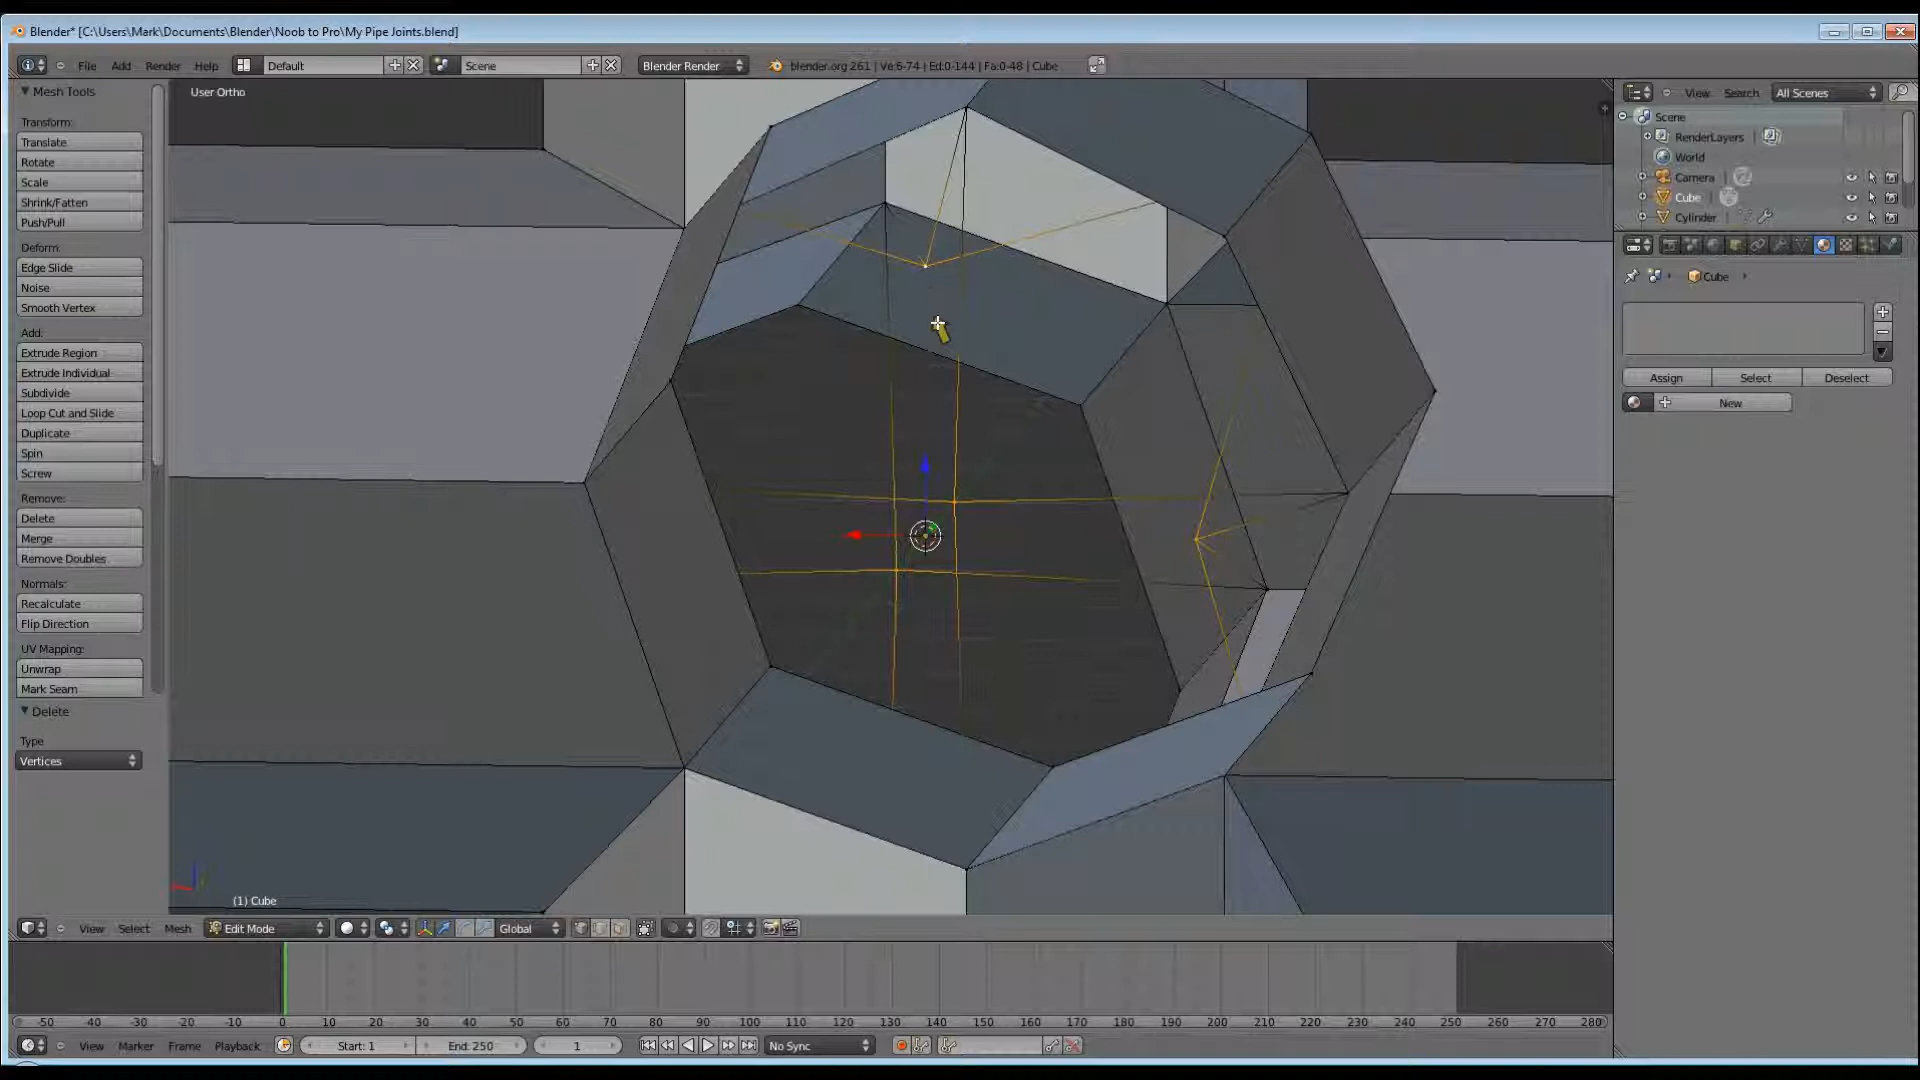 Blender* [C:\Users\Mark\Documents\Blender\Noob to Pro\My Pipe Joints.blend]
File Add Render Help Default Scene Blender Render blender.org 261 | Ve:6-74 | Ed:0-144 | Fa:0-48 | Cube
Mesh Tools
Transform:
Translate
Rotate
Scale
Shrink/Fatten
Push/Pull
Deform:
Edge Slide
Noise
Smooth Vertex
Add:
Extrude Region
Extrude Individual
Subdivide
Loop Cut and Slide
Duplicate
Spin
Screw
Remove:
Delete
Merge
Remove Doubles
Normals:
Recalculate
Flip Direction
UV Mapping:
Unwrap
Mark Seam
Delete
Type
Vertices
User Ortho
(1) Cube
View Select Mesh Edit Mode Global
View Search All Scenes
Scene
RenderLayers
World
Camera
Cube
Cylinder
Cube
Assign Select Deselect
New
-50 -40 -30 -20 -10 0 10 20 30 40 50 60 70 80 90 100 110 120 130 140 150 160 170 180 190 200 210 220 230 240 250 260 270 280
View Marker Frame Playback Start: 1 End: 250 1 No Sync